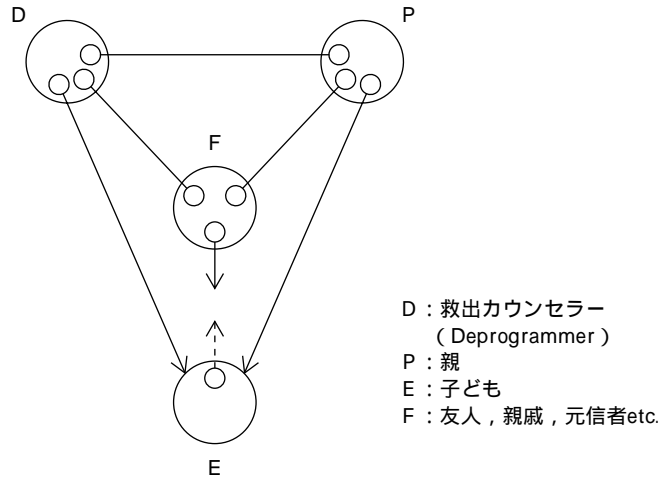 D
P
F
E
D：救出カウンセラー
（Deprogrammer）
P：親
E：子ども
F：友人，親戚，元信者etc.